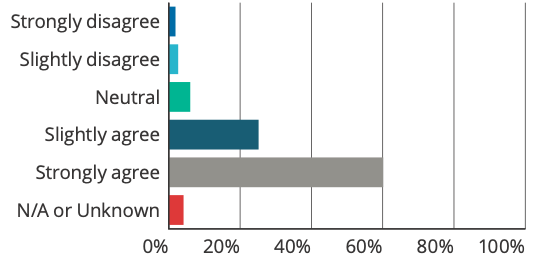 Strongly disagree
Slightly disagree
Neutral
Slightly agree
Strongly agree
N/A or Unknown
0% 20% 40% 60% 80% 100%